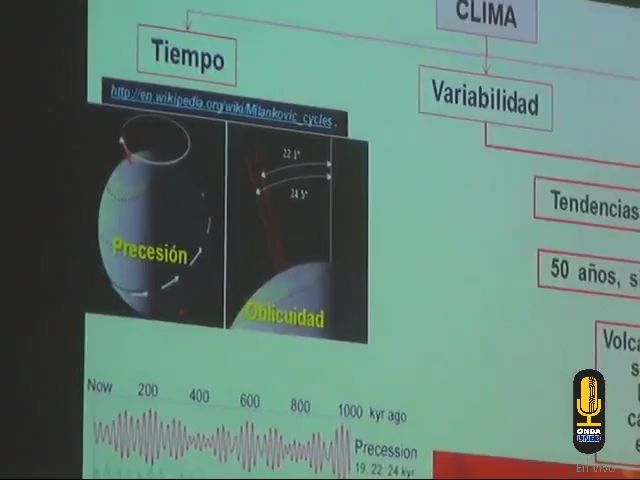 CLIMA
Tiempo
Variabilidad
http://en.wikipedia.org/wiki/Milankovic_cycles.
22.1°
24.5°
Precesión
Oblicuidad
Tendencias
50 años, s
Volc
s
c
e
Now 200 400 600 800 1000 kyr ago
Precession
19, 22, 24 kyr
ONDA
EN VIVO